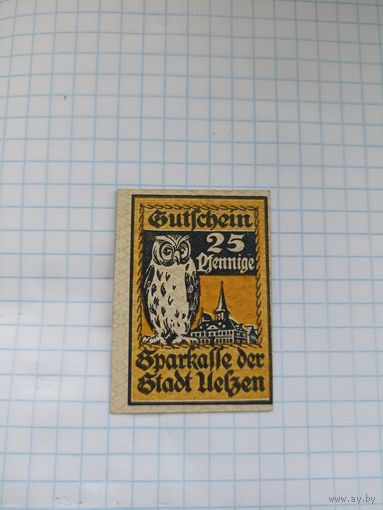 Gutschein
25
Pfennige
Sparkasse der
Stadt Uelzen
www.ay.by